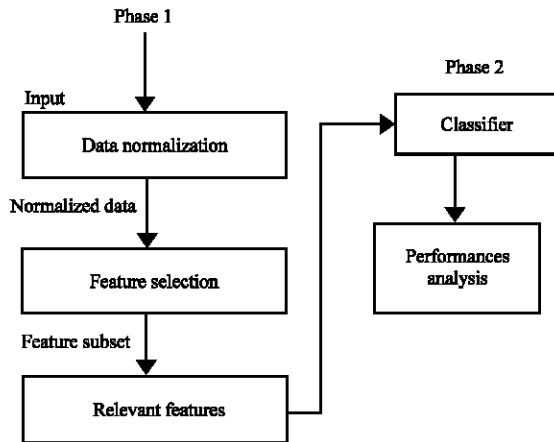 Phase 1
Input
Data normalization
Normalized data
Feature selection
Feature subset
Relevant features
Phase 2
Classifier
Performances
analysis